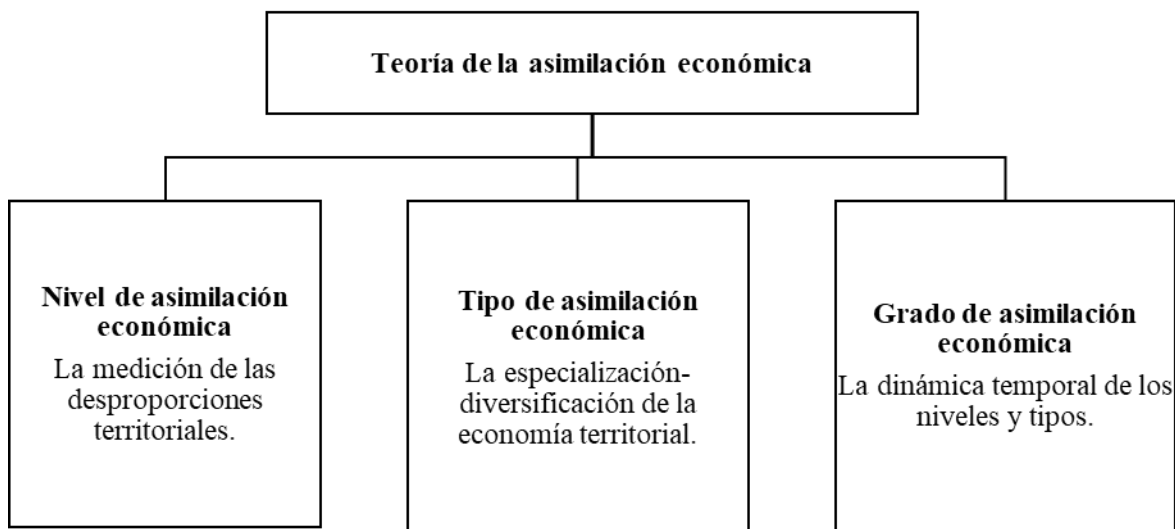 Teoría de la asimilación económica
Nivel de asimilación
económica
La medición de las
desproporciones
territoriales.
Tipo de asimilación
económica
La especialización-
diversificación de la
economía territorial.
Grado de asimilación
económica
La dinámica temporal de los
niveles y tipos.